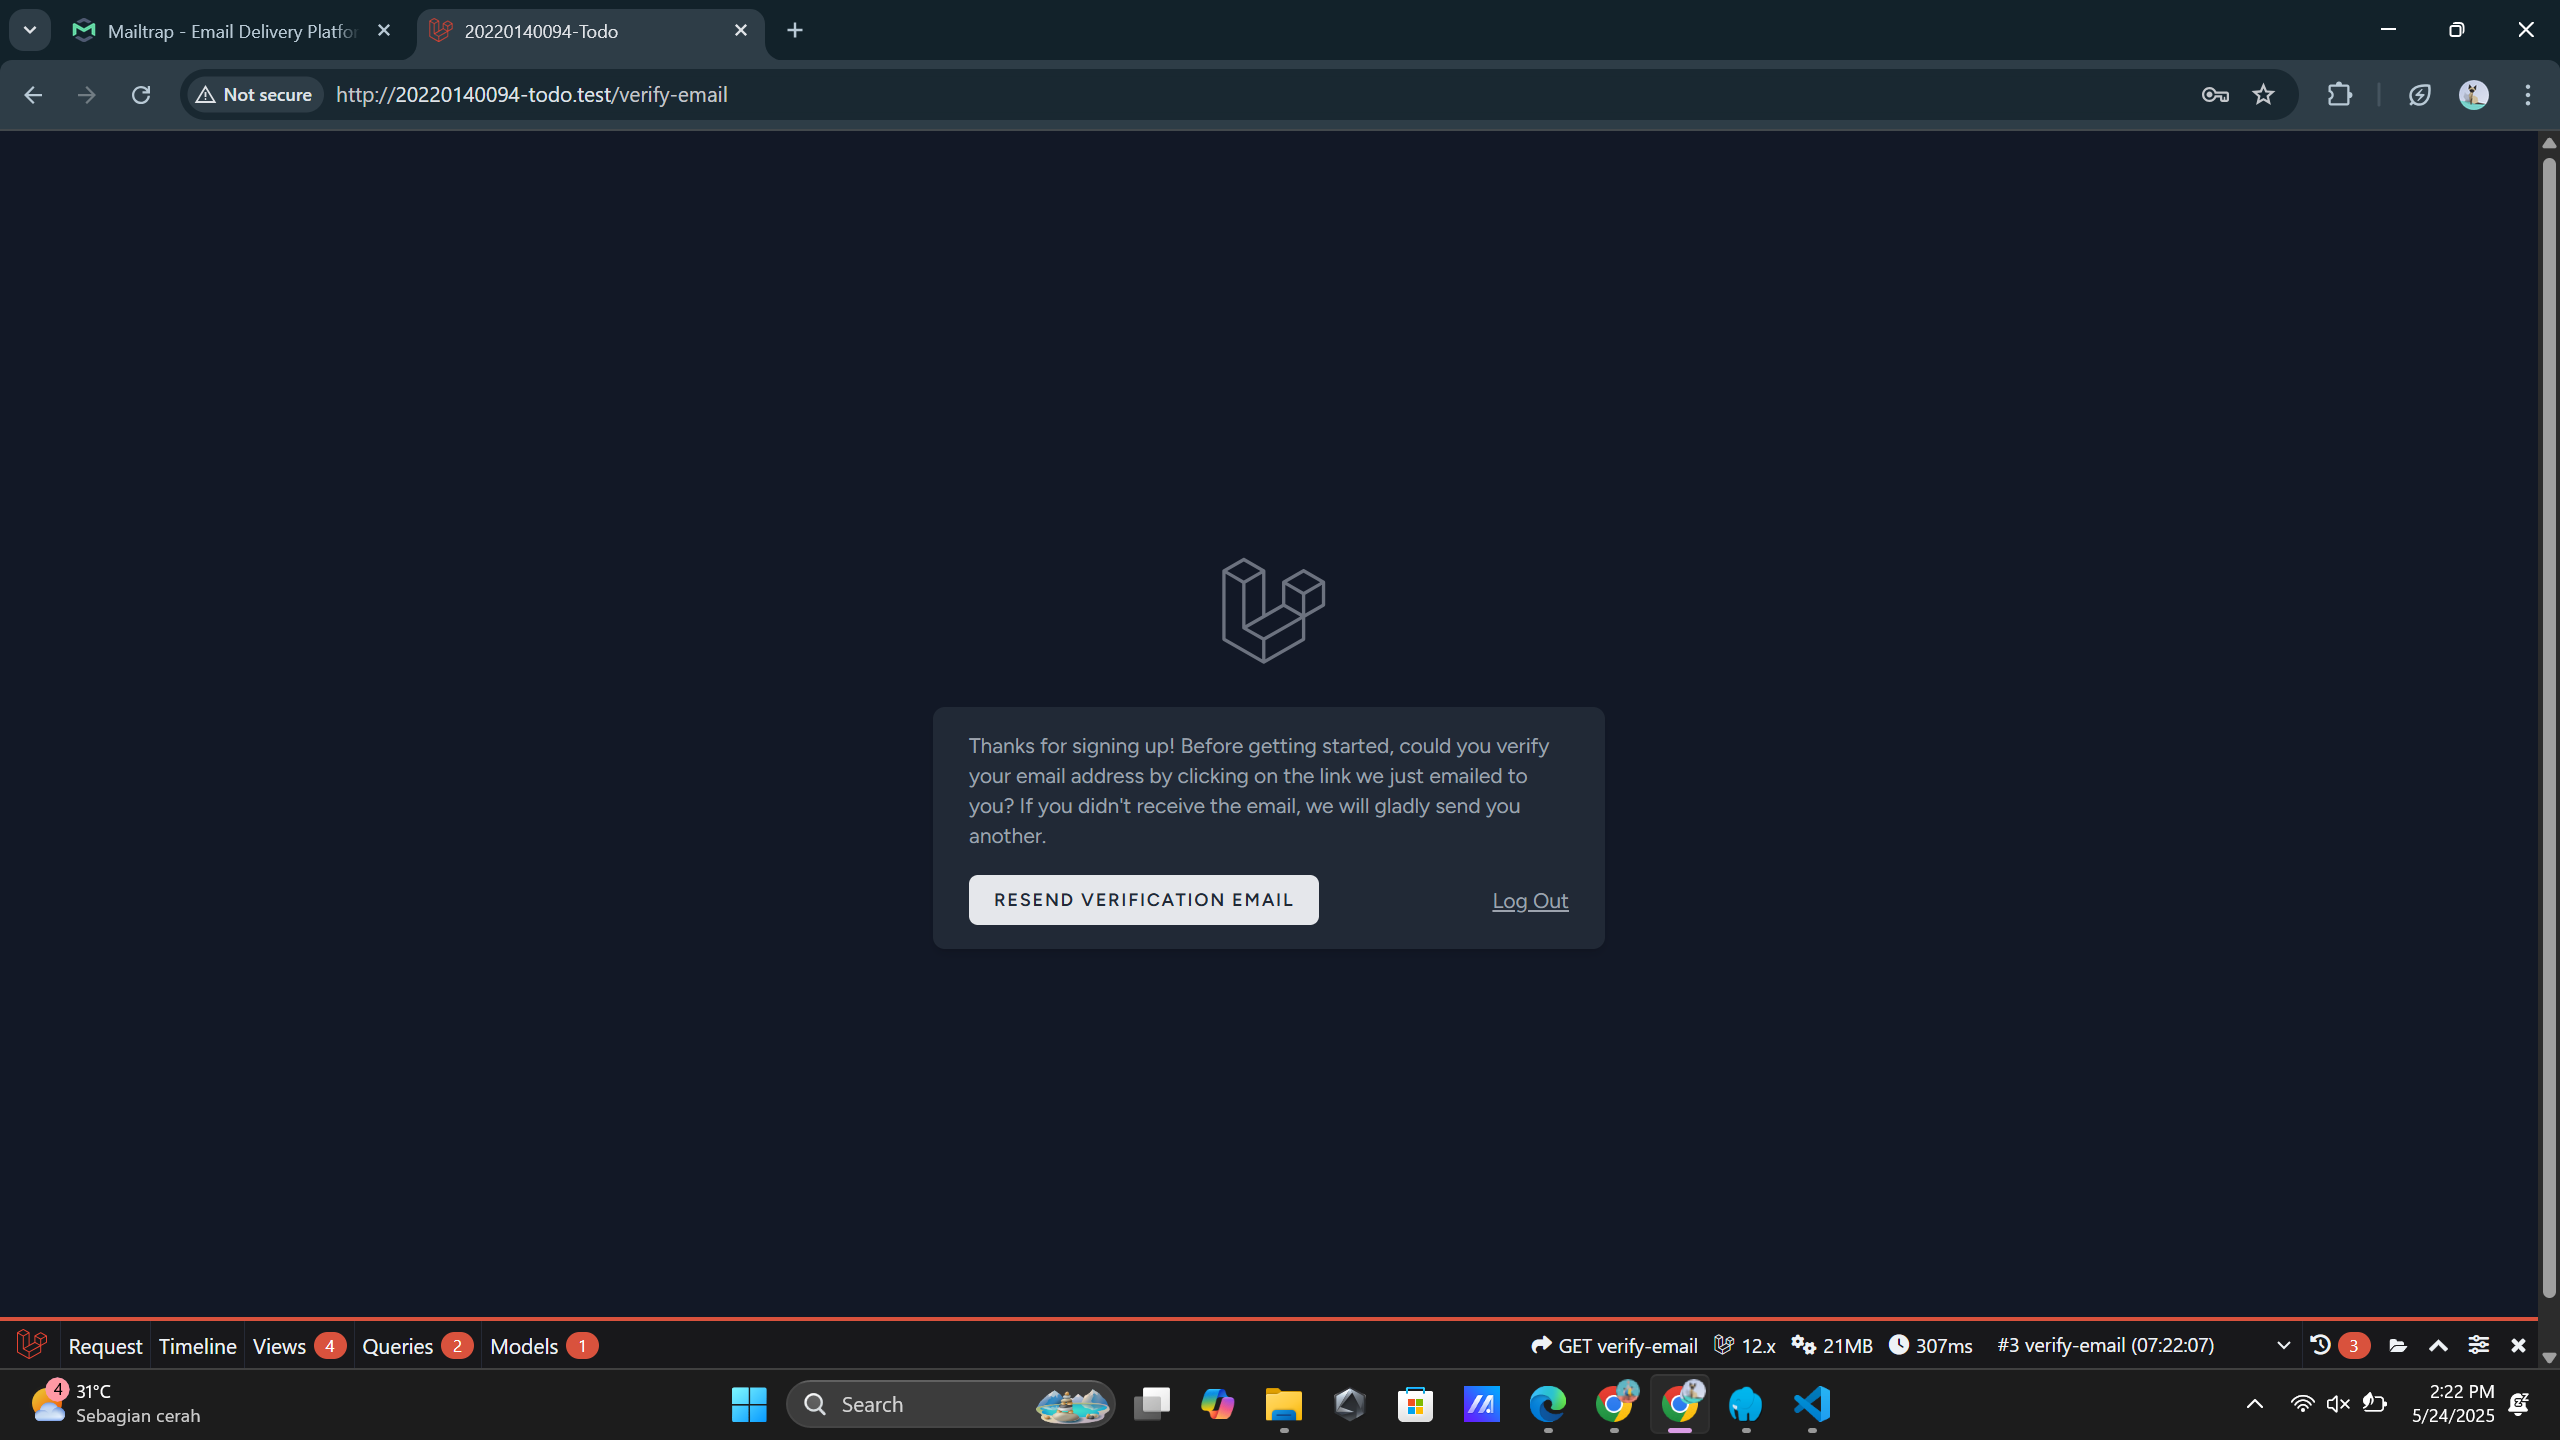 Mailtrap - Email Delivery Platfor
20220140094-Todo
Not secure
http://20220140094-todo.test/verify-email
Thanks for signing up! Before getting started, could you verify
your email address by clicking on the link we just emailed to
you? If you didn't receive the email, we will gladly send you
another.
RESEND VERIFICATION EMAIL
Log Out
Request Timeline Views 4 Queries 2 Models 1 GET verify-email 12.x 21MB 307ms #3 verify-email (07:22:07) 3
4 31°C
Sebagian cerah
Search
2:22 PM
5/24/2025